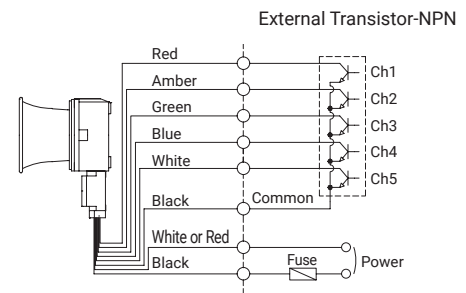 External Transistor-NPN
Red
Ch1
Amber
Ch2
Green
Ch3
Blue
Ch4
White
Ch5
Black
Common
White or Red
Black
Fuse
Power